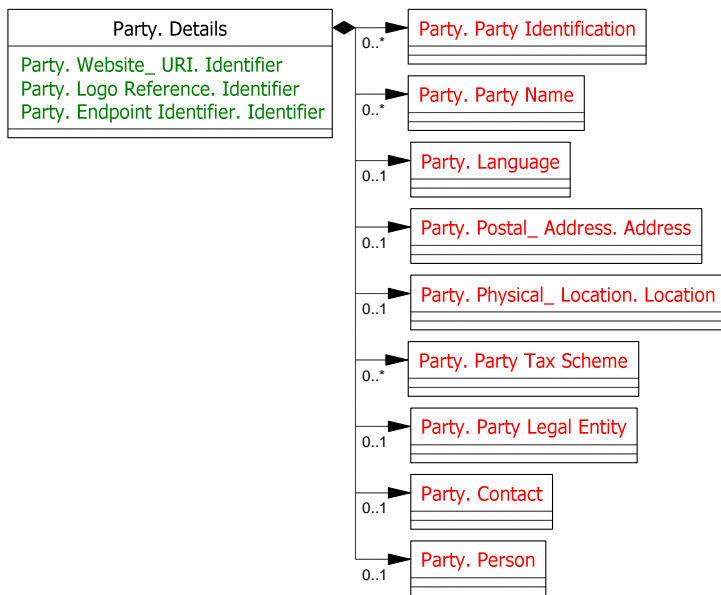 Party. Details
Party. Website_ URI. Identifier
Party. Logo Reference. Identifier
Party. Endpoint Identifier. Identifier
Party. Party Identification
0..*
Party. Party Name
0..*
Party. Language
0..1
Party. Postal_ Address. Address
0..1
Party. Physical_ Location. Location
0..1
Party. Party Tax Scheme
0..*
Party. Party Legal Entity
0..1
Party. Contact
0..1
Party. Person
0..1